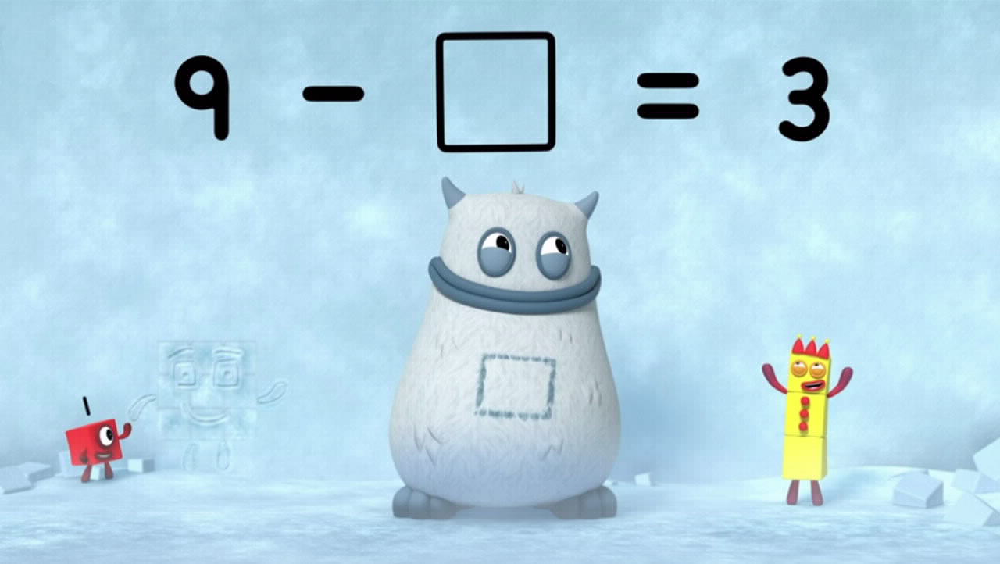 9 - □ = 3